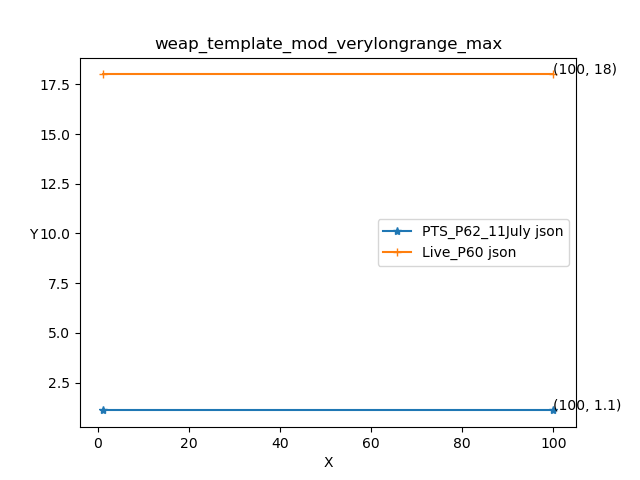 weap_template_mod_verylongrange_max
(100, 18)
17.5
15.0
12.5
Y 10.0
7.5
5.0
2.5
PTS_P62_11July json
Live_P60 json
(100, 1.1)
0 20 40 60 80 100
X